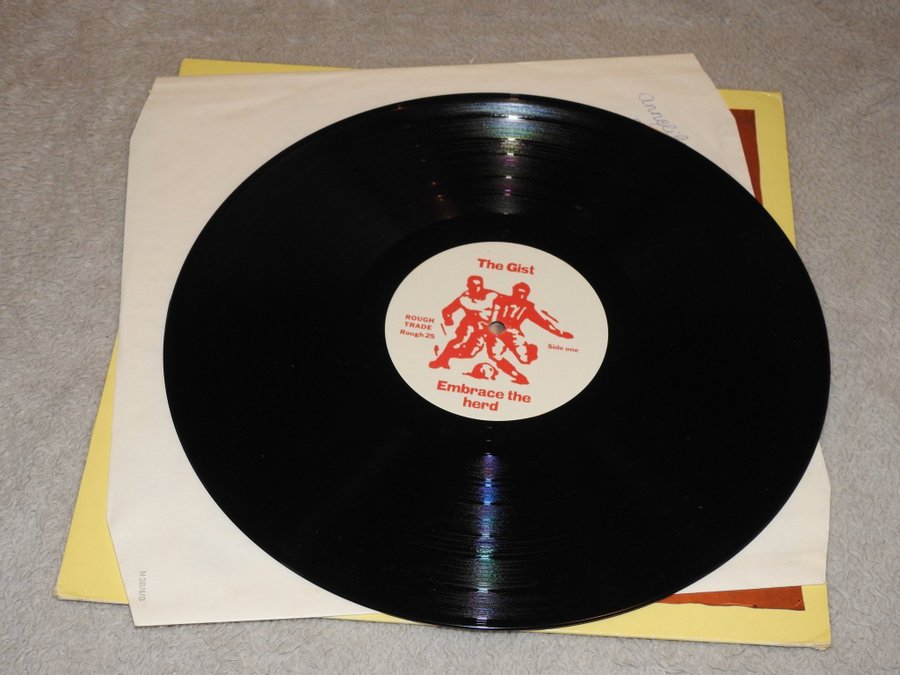 The Gist
ROUGH
TRADE
Rough 25
Side one
Embrace the
herd